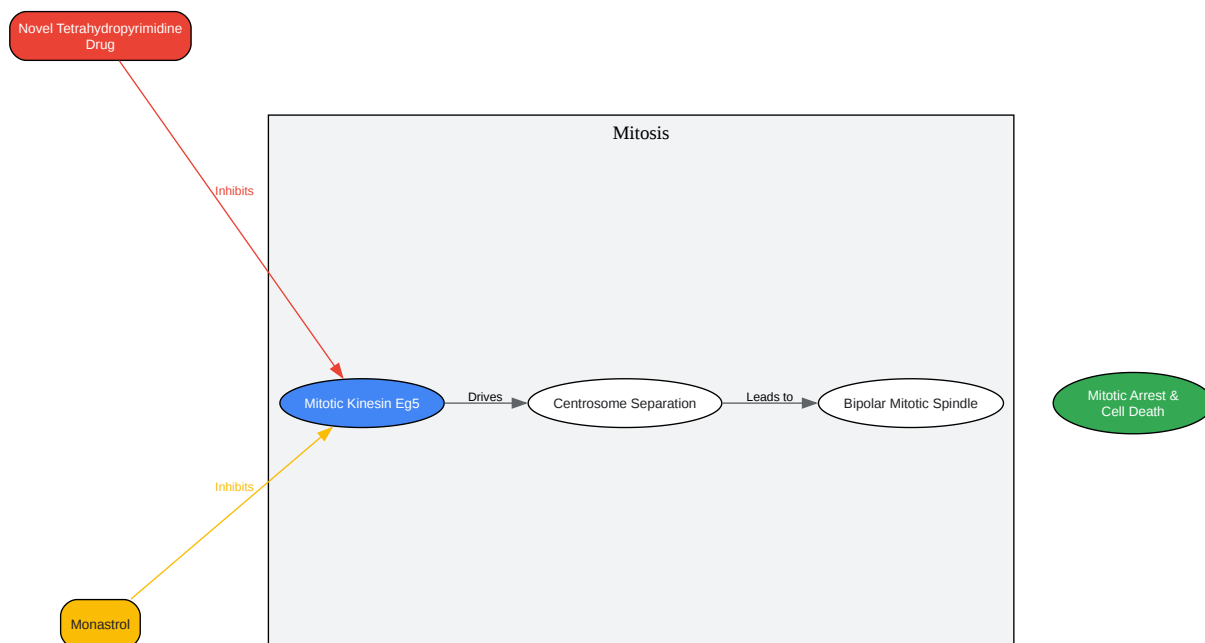 Novel Tetrahydropyrimidine
Drug
Mitosis
Inhibits
Mitotic Kinesin Eg5
Drives
Centrosome Separation
Leads to
Bipolar Mitotic Spindle
Mitotic Arrest &
Cell Death
Inhibits
Monastrol